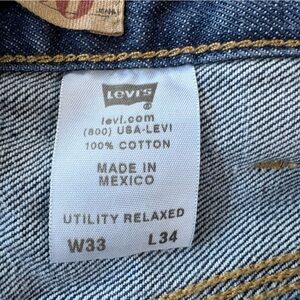 Levi's
®
levi.com
(800) USA-LEVI
100% COTTON
MADE IN
MEXICO
UTILITY RELAXED
W33 L34